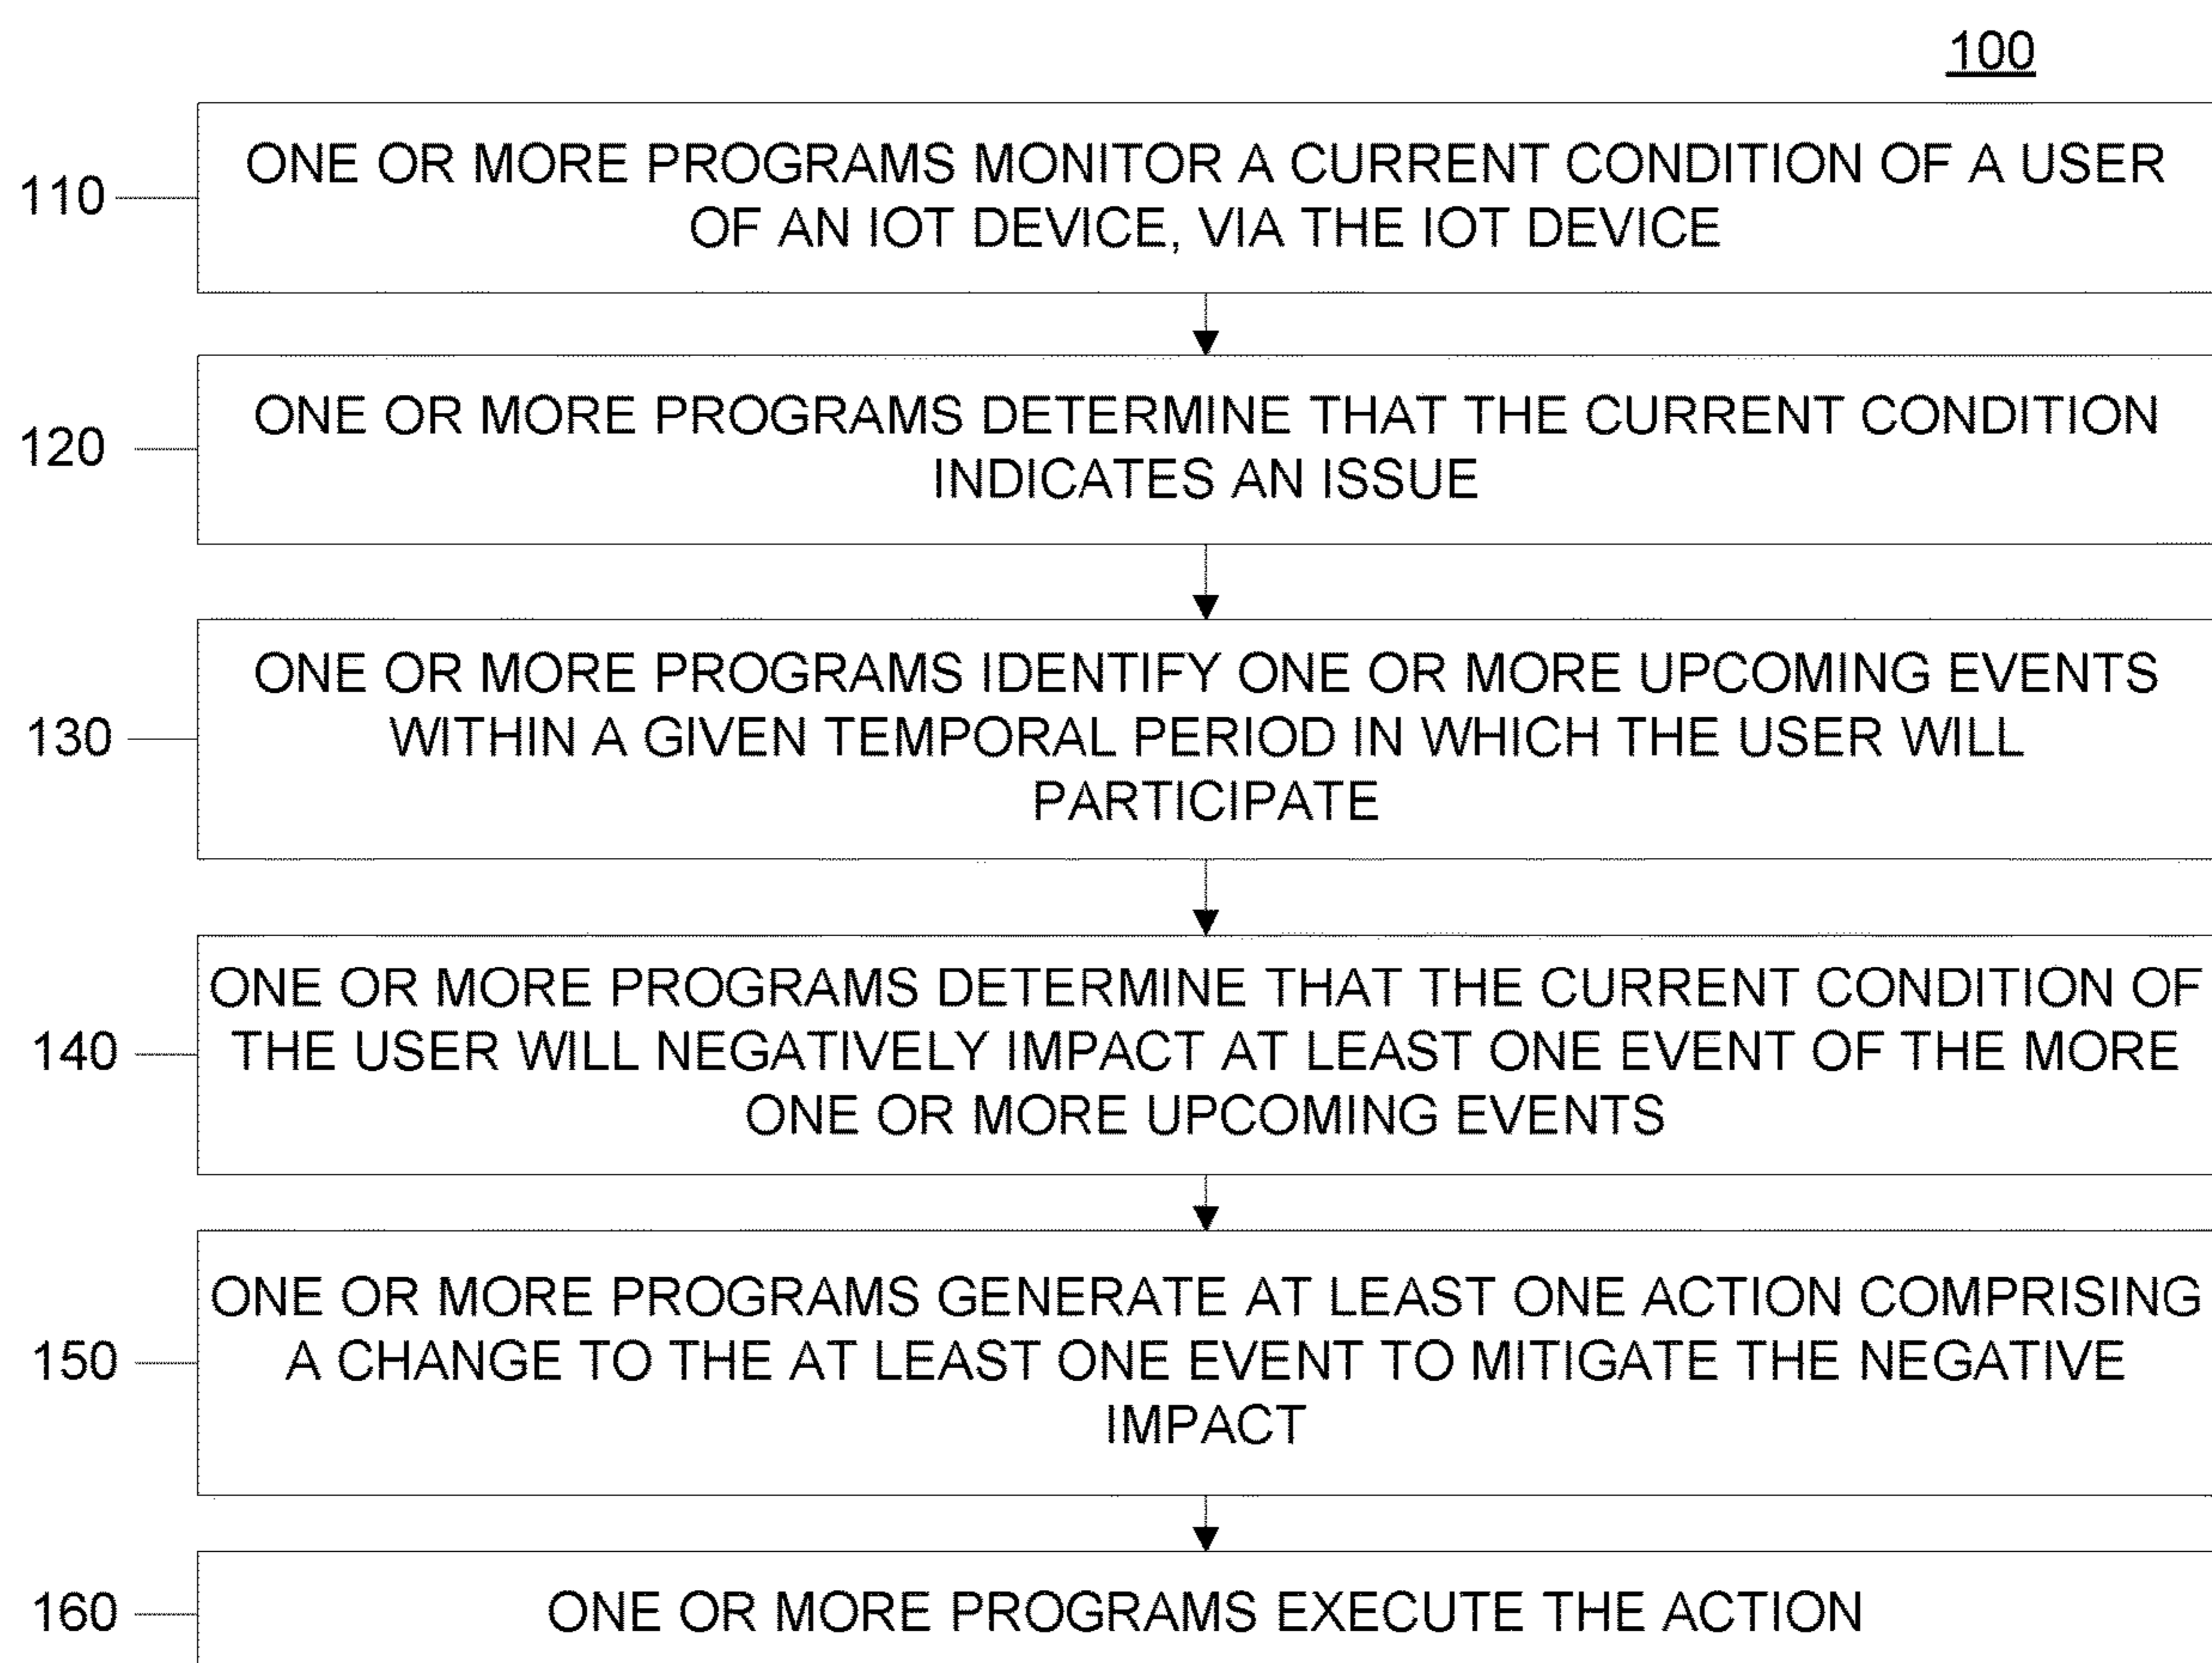 100
110
ONE OR MORE PROGRAMS MONITOR A CURRENT CONDITION OF A USER
OF AN IOT DEVICE, VIA THE IOT DEVICE
120
ONE OR MORE PROGRAMS DETERMINE THAT THE CURRENT CONDITION
INDICATES AN ISSUE
130
ONE OR MORE PROGRAMS IDENTIFY ONE OR MORE UPCOMING EVENTS
WITHIN A GIVEN TEMPORAL PERIOD IN WHICH THE USER WILL
PARTICIPATE
140
ONE OR MORE PROGRAMS DETERMINE THAT THE CURRENT CONDITION OF
THE USER WILL NEGATIVELY IMPACT AT LEAST ONE EVENT OF THE MORE
ONE OR MORE UPCOMING EVENTS
150
ONE OR MORE PROGRAMS GENERATE AT LEAST ONE ACTION COMPRISING
A CHANGE TO THE AT LEAST ONE EVENT TO MITIGATE THE NEGATIVE
IMPACT
160
ONE OR MORE PROGRAMS EXECUTE THE ACTION